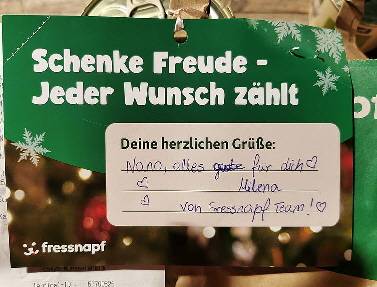 Schenke Freude -
Jeder Wunsch zählt
Deine herzlichen Grüße:
Nana, alles gute für dich♡
♡ Milena
♡ von Fressnapf Team!♡
fressnapf